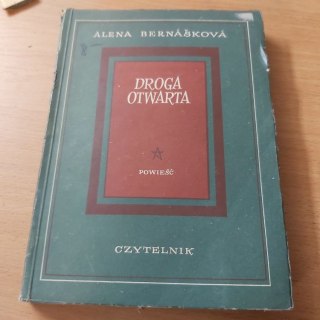 ALENA BERNÁŠKOVÁ
DROGA
OTWARTA
POWIEŚĆ
CZYTELNIK